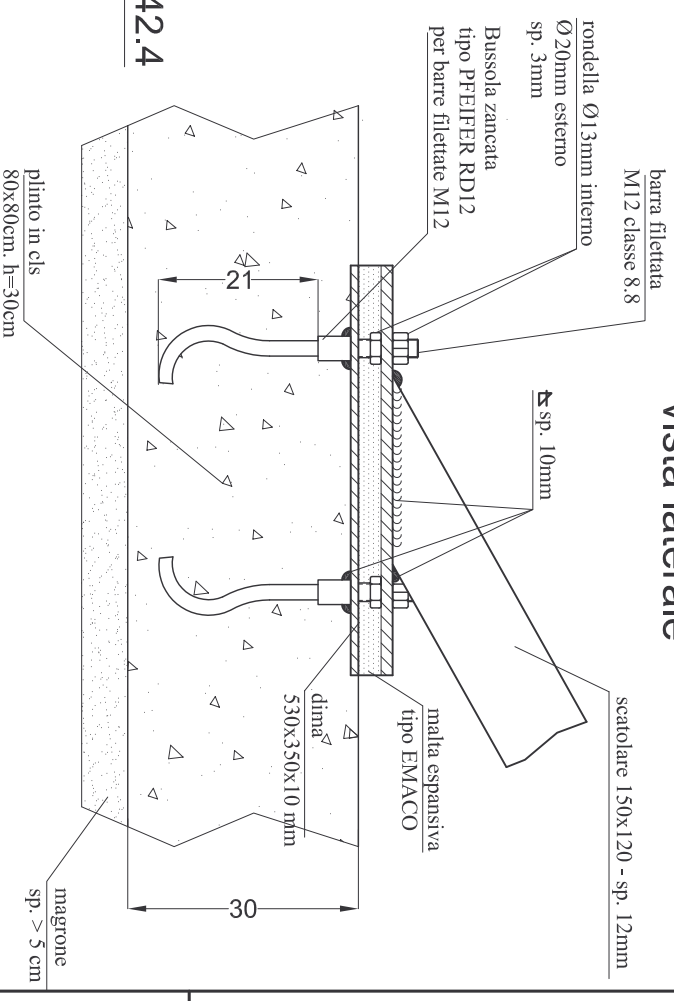 vista laterale
barra filettata
M12 classe 8.8
rondella Ø13mm interno
Ø20mm esterno
sp. 3mm
Bussola zancata
tipo PFEIFER RD12
per barre filettate M12
42.4
sp. 10mm
scatolare 150x120 - sp. 12mm
malta espansiva
tipo EMACO
dima
530x350x10 mm
21
30
plinto in cls
80x80cm. h=30cm
magrone
sp. > 5 cm